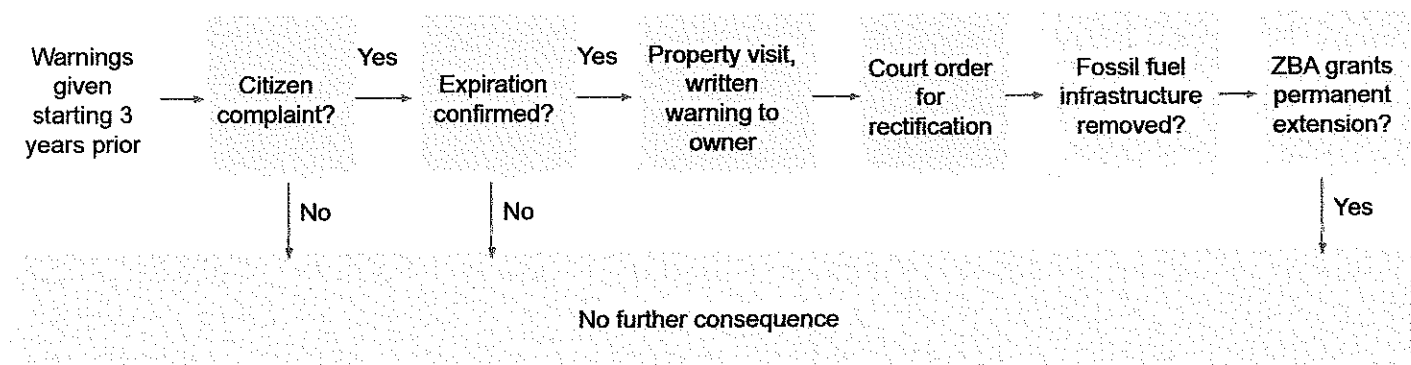 Warnings
given
starting 3
years prior
Citizen
complaint?
Yes
Expiration
confirmed?
Yes
Property visit,
written
warning to
owner
Court order
for
rectification
Fossil fuel
infrastructure
removed?
ZBA grants
permanent
extension?
No
No
Yes
No further consequence